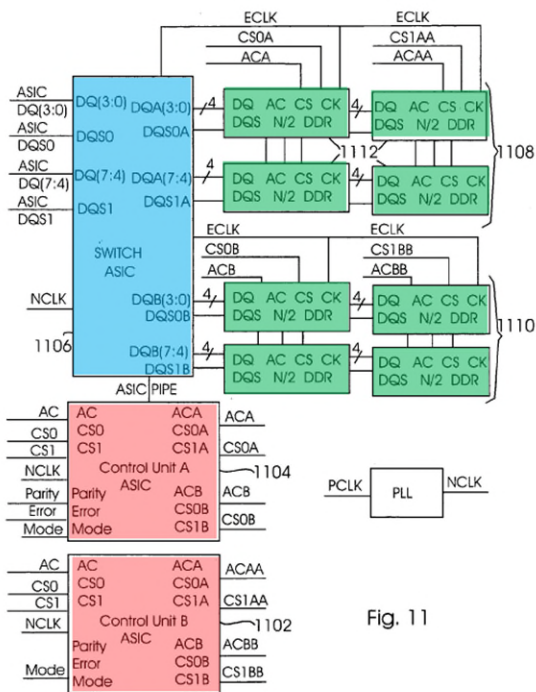 ECLK
ECLK
CS0A
CS1AA
ACA
ACAA
ASIC
DQ(3:0)
ASIC
DQS0
ASIC
DQ(7:4)
ASIC
DQS1
DQ(3:0)
DQS0
DQ(7:4)
DQS1
SWITCH
ASIC
DQA(3:0)
DQS0A
DQA(7:4)
DQS1A
DQB(3:0)
DQS0B
DQB(7:4)
DQS1B
4
DQ AC CS CK
DQS N/2 DDR
4
DQ AC CS CK
DQS N/2 DDR
1112
1108
4
DQ AC CS CK
DQS N/2 DDR
4
DQ AC CS CK
DQS N/2 DDR
ECLK
ECLK
CS0B
CS1BB
ACB
ACBB
NCLK
1106
4
DQ AC CS CK
DQS N/2 DDR
4
DQ AC CS CK
DQS N/2 DDR
1110
4
DQ AC CS CK
DQS N/2 DDR
4
DQ AC CS CK
DQS N/2 DDR
ASIC PIPE
AC
CS0
CS1
NCLK
Parity
Error
Mode
AC
CS0
CS1
ACA
CS0A
CS1A
Control Unit A
ASIC
Parity
Error
Mode
ACB
CS0B
CS1B
ACA
CS0A
1104
ACB
CS0B
PCLK
PLL
NCLK
AC
CS0
CS1
NCLK
Mode
AC
CS0
CS1
ACA
CS0A
CS1A
Control Unit B
ASIC
Parity
Error
Mode
ACB
CS0B
CS1B
ACAA
CS1AA
1102
ACBB
CS1BB
Fig. 11